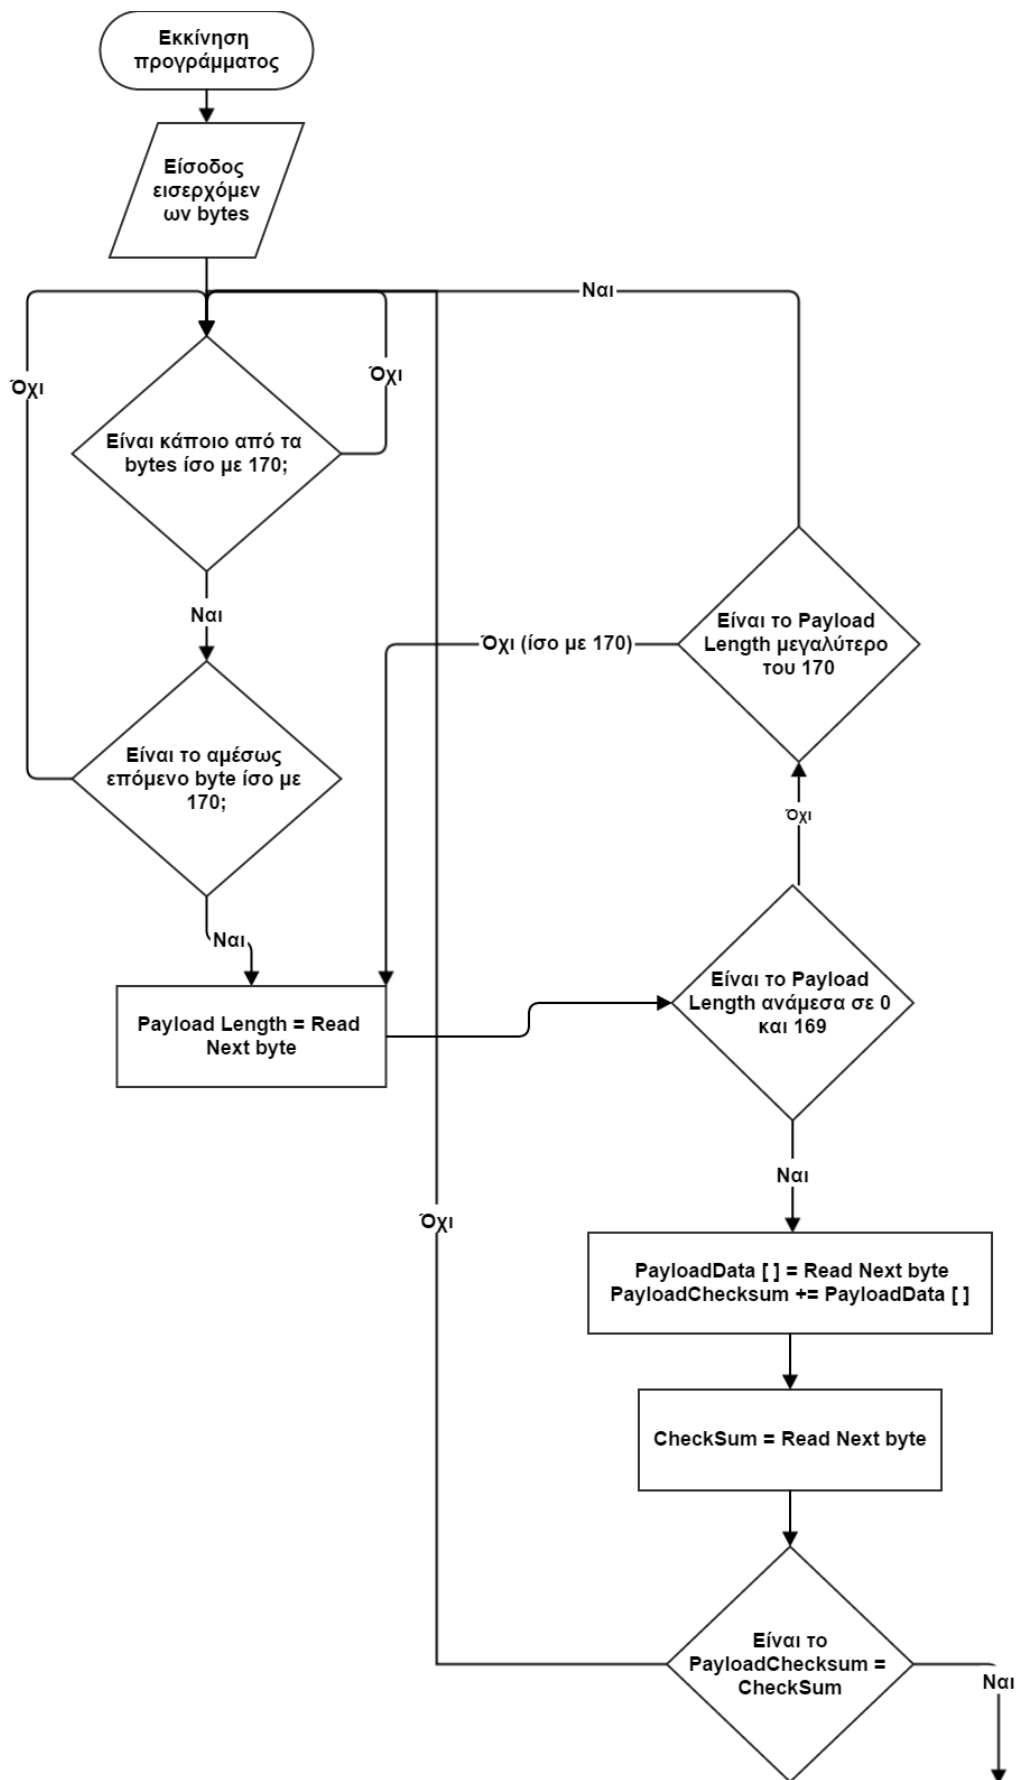 Εκκίνηση
προγράμματος
Είσοδος
εισερχόμεν
ων bytes
Ναι
Όχι
Όχι
Είναι κάποιο από τα
bytes ίσο με 170;
Ναι
Είναι το Payload
Length μεγαλύτερο
του 170
Όχι (ίσο με 170)
Είναι το αμέσως
επόμενο byte ίσο με
170;
Όχι
Ναι
Είναι το Payload
Length ανάμεσα σε 0
και 169
Payload Length = Read
Next byte
Ναι
Όχι
PayloadData [ ] = Read Next byte
PayloadChecksum += PayloadData [ ]
CheckSum = Read Next byte
Είναι το
PayloadChecksum =
CheckSum
Ναι